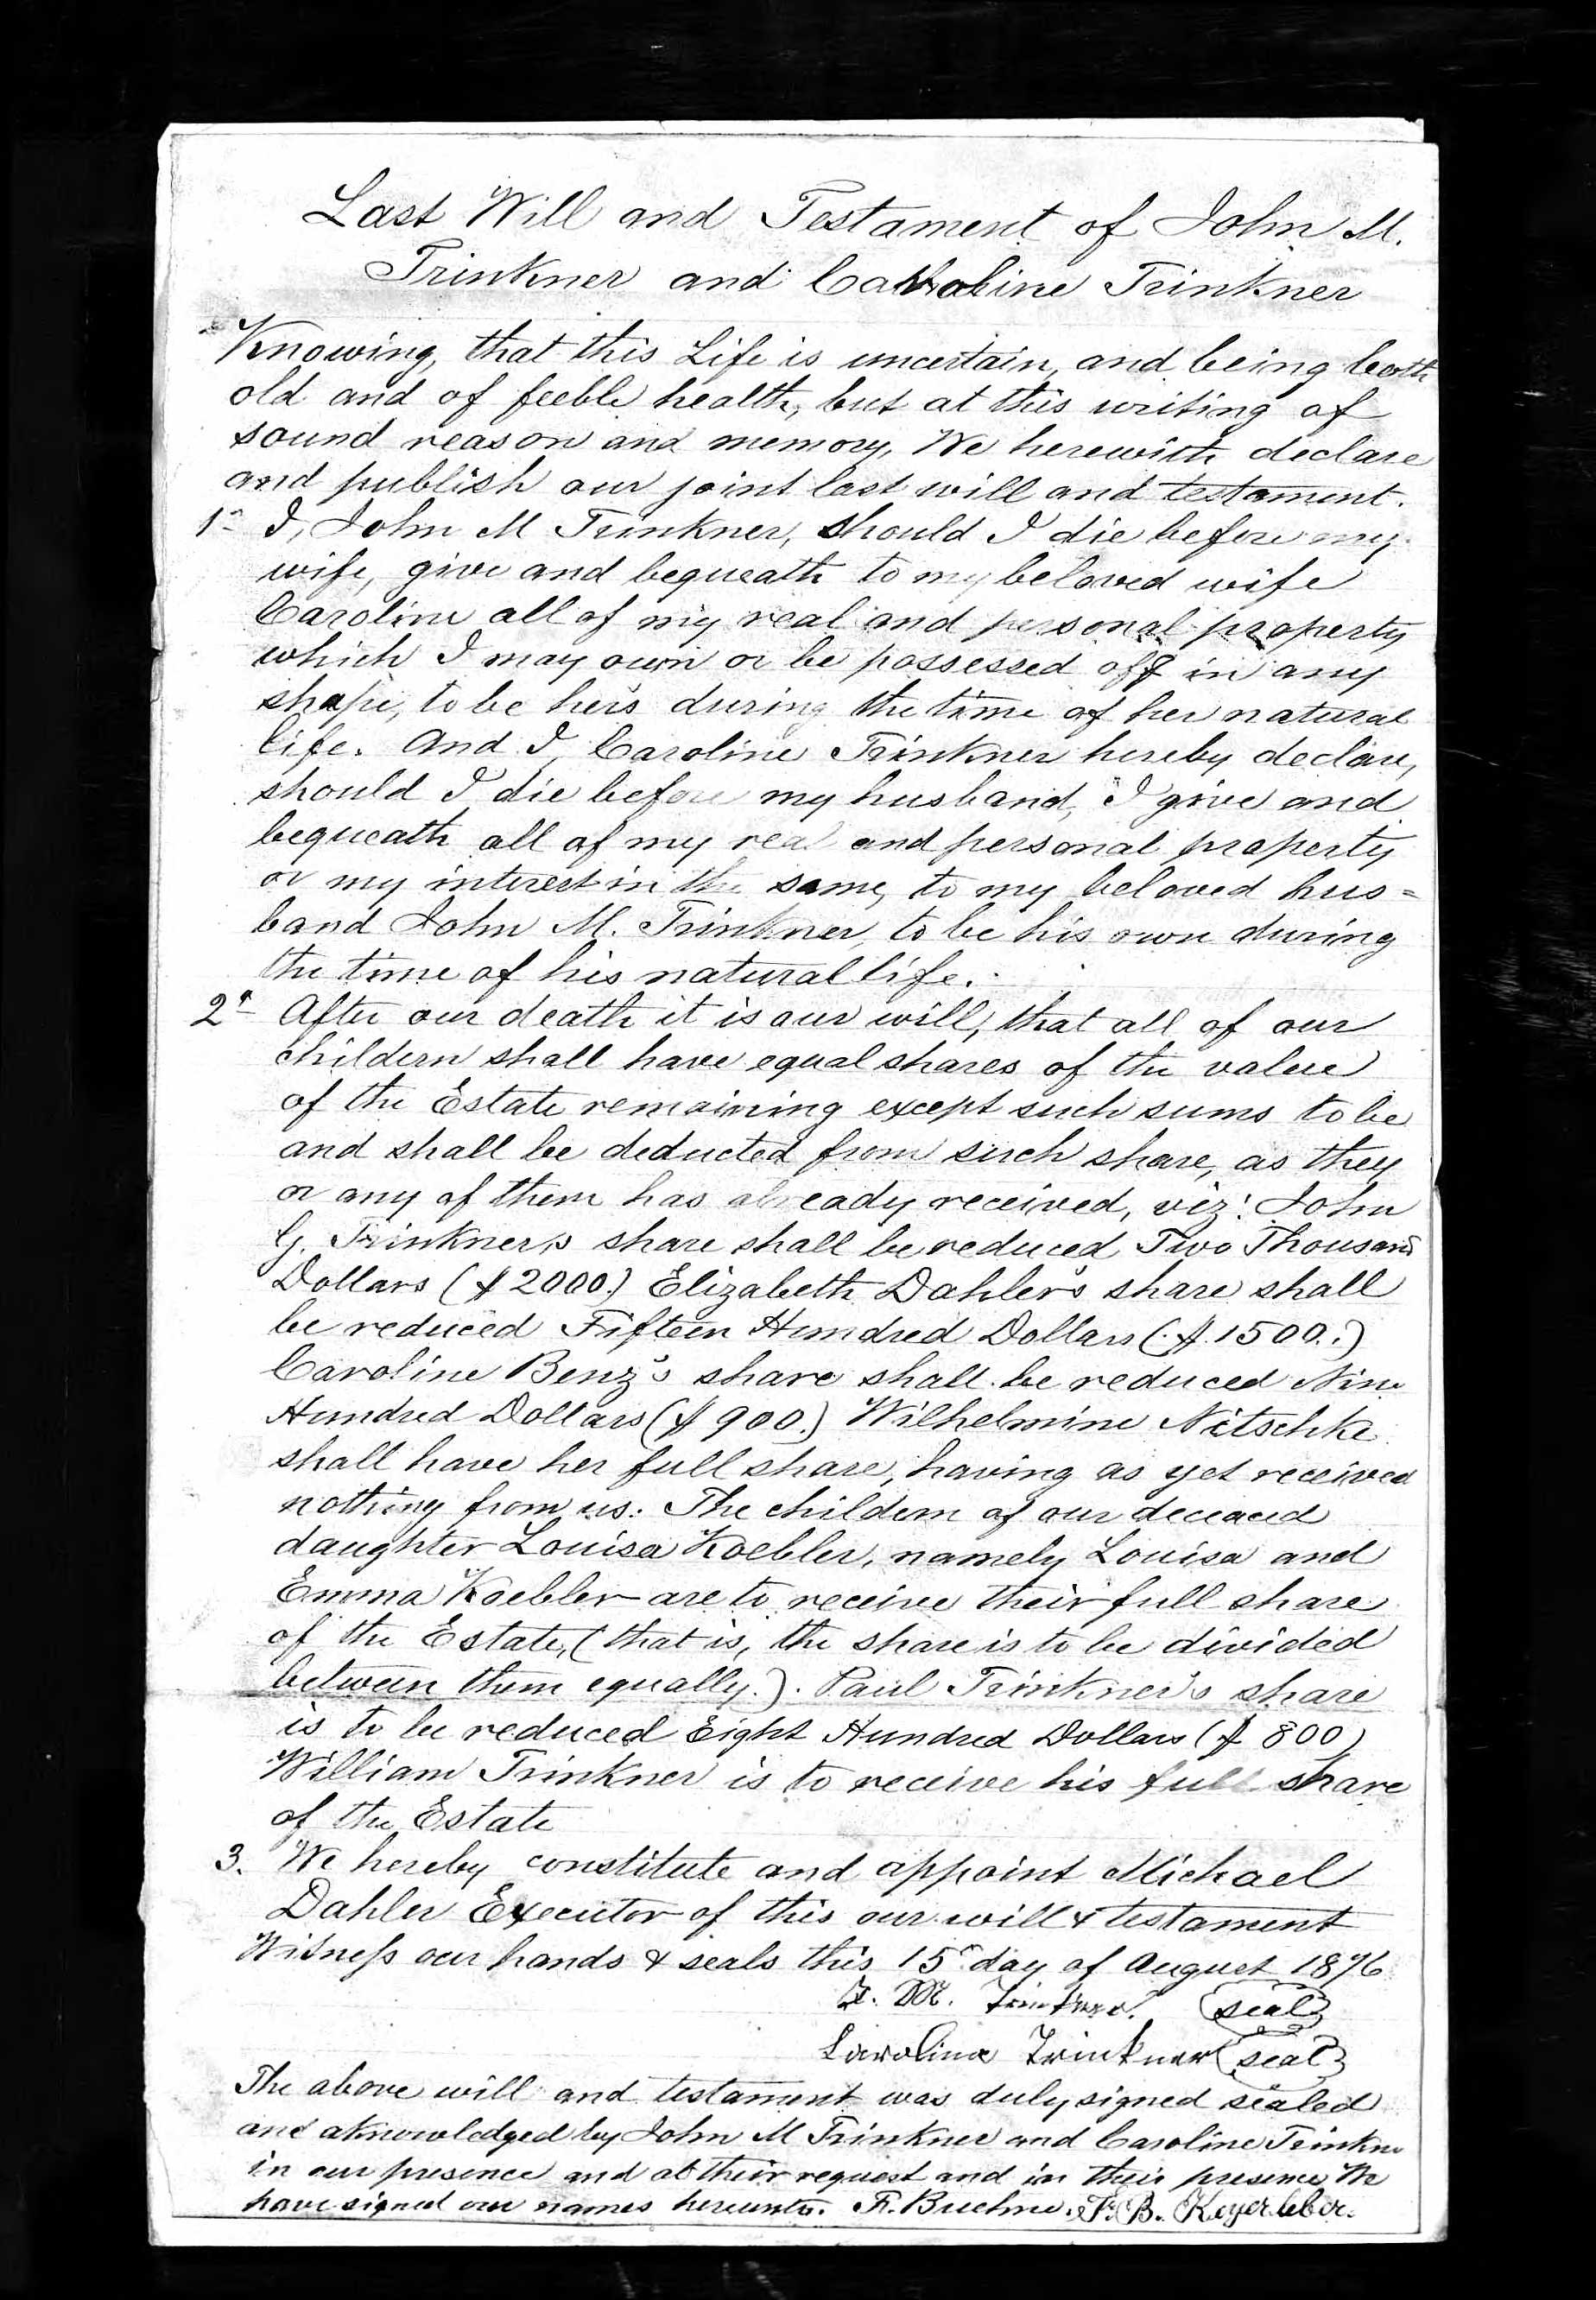 Last Will and Testament of John M.
Trinkner and Caroline Trinkner
Knowing, that this Life is uncertain, and being both
old and of feeble health, but at this writing of
sound reason and memory, We herewith declare
and publish our joint last will and testament.
1st I, John M Trinkner, should I die before my
wife, give and bequeath to my beloved wife
Caroline all of my real and personal property
which I may own or be possessed off in any
shape, to be hers during the time of her natural
life. And I, Caroline Trinkner hereby declare,
should I die before my husband, I give and
bequeath all of my real and personal property
or my interest in the same, to my beloved hus=
band John M. Trinkner, to be his own during
the time of his natural life.
2d After our death it is our will, that all of our
childern shall have equal shares of the value
of the Estate remaining except such sums to be
and shall be deducted from such share, as they
or any of them has already received, viz: John
G. Trinkner's share shall be reduced Two Thousand
Dollars ($2000.) Elizabeth Dahler's share shall
be reduced Fifteen Hundred Dollars ($1500.)
Caroline Benz's share shall be reduced Nine
Hundred Dollars ($900.) Wilhelmine Nitschke
shall have her full share, having as yet received
nothing from us. The childern of our deceaced
daughter Louisa Koebler, namely Louisa and
Emma Koebler are to receive their full share
of the Estate, (that is, the share is to be divided
between them equally.). Paul Trinkner's share
is to be reduced Eight Hundred Dollars ($800)
William Trinkner is to receive his full share
of the Estate
3. We hereby constitute and appoint Michael
Dahler Executor of this our will & testament
Witness our hands & seals this 15th day of August 1896
J. M. Trinkner. (seal)
Carolina Trinkner (seal)
The above will and testament was duly signed sealed
and aknowledged by John M Trinkner and Caroline Trinkner
in our presence and at their request and in their presence We
have signed our names hereunto. F. Buehne. F. B. Keyerleber.